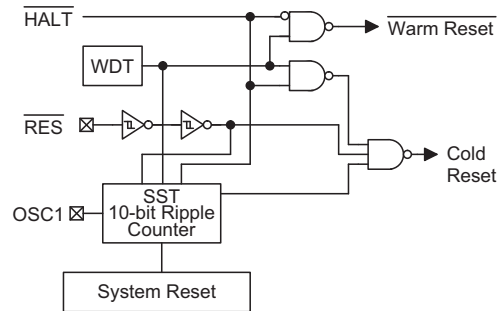 HALT
Warm Reset
WDT
RES
Cold
Reset
SST
10-bit Ripple
Counter
OSC1
System Reset